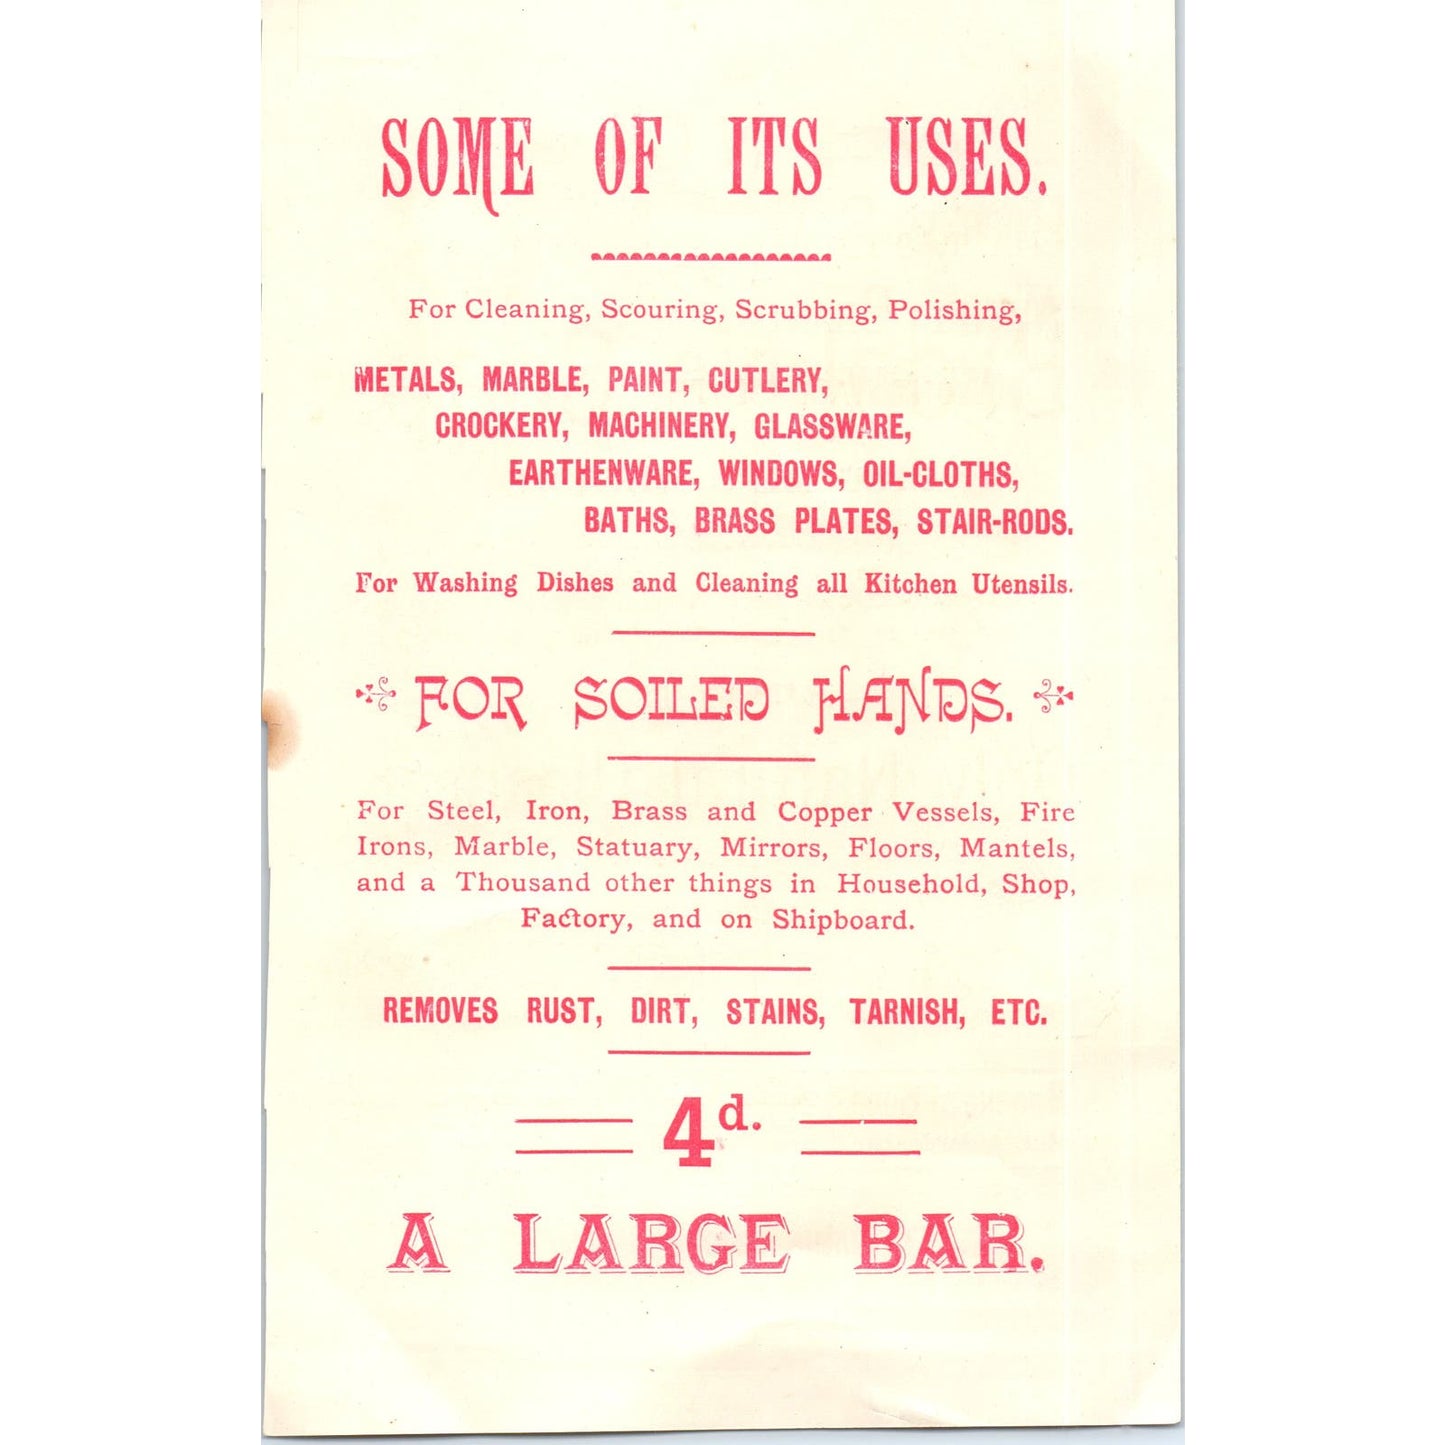 SOME OF ITS USES.
For Cleaning, Scouring, Scrubbing, Polishing,
METALS, MARBLE, PAINT, CUTLERY,
CROCKERY, MACHINERY, GLASSWARE,
EARTHENWARE, WINDOWS, OIL-CLOTHS,
BATHS, BRASS PLATES, STAIR-RODS.
For Washing Dishes and Cleaning all Kitchen Utensils.
FOR SOILED HANDS.
For Steel, Iron, Brass and Copper Vessels, Fire
Irons, Marble, Statuary, Mirrors, Floors, Mantels,
and a Thousand other things in Household, Shop,
Factory, and on Shipboard.
REMOVES RUST, DIRT, STAINS, TARNISH, ETC.
4d.
A LARGE BAR.